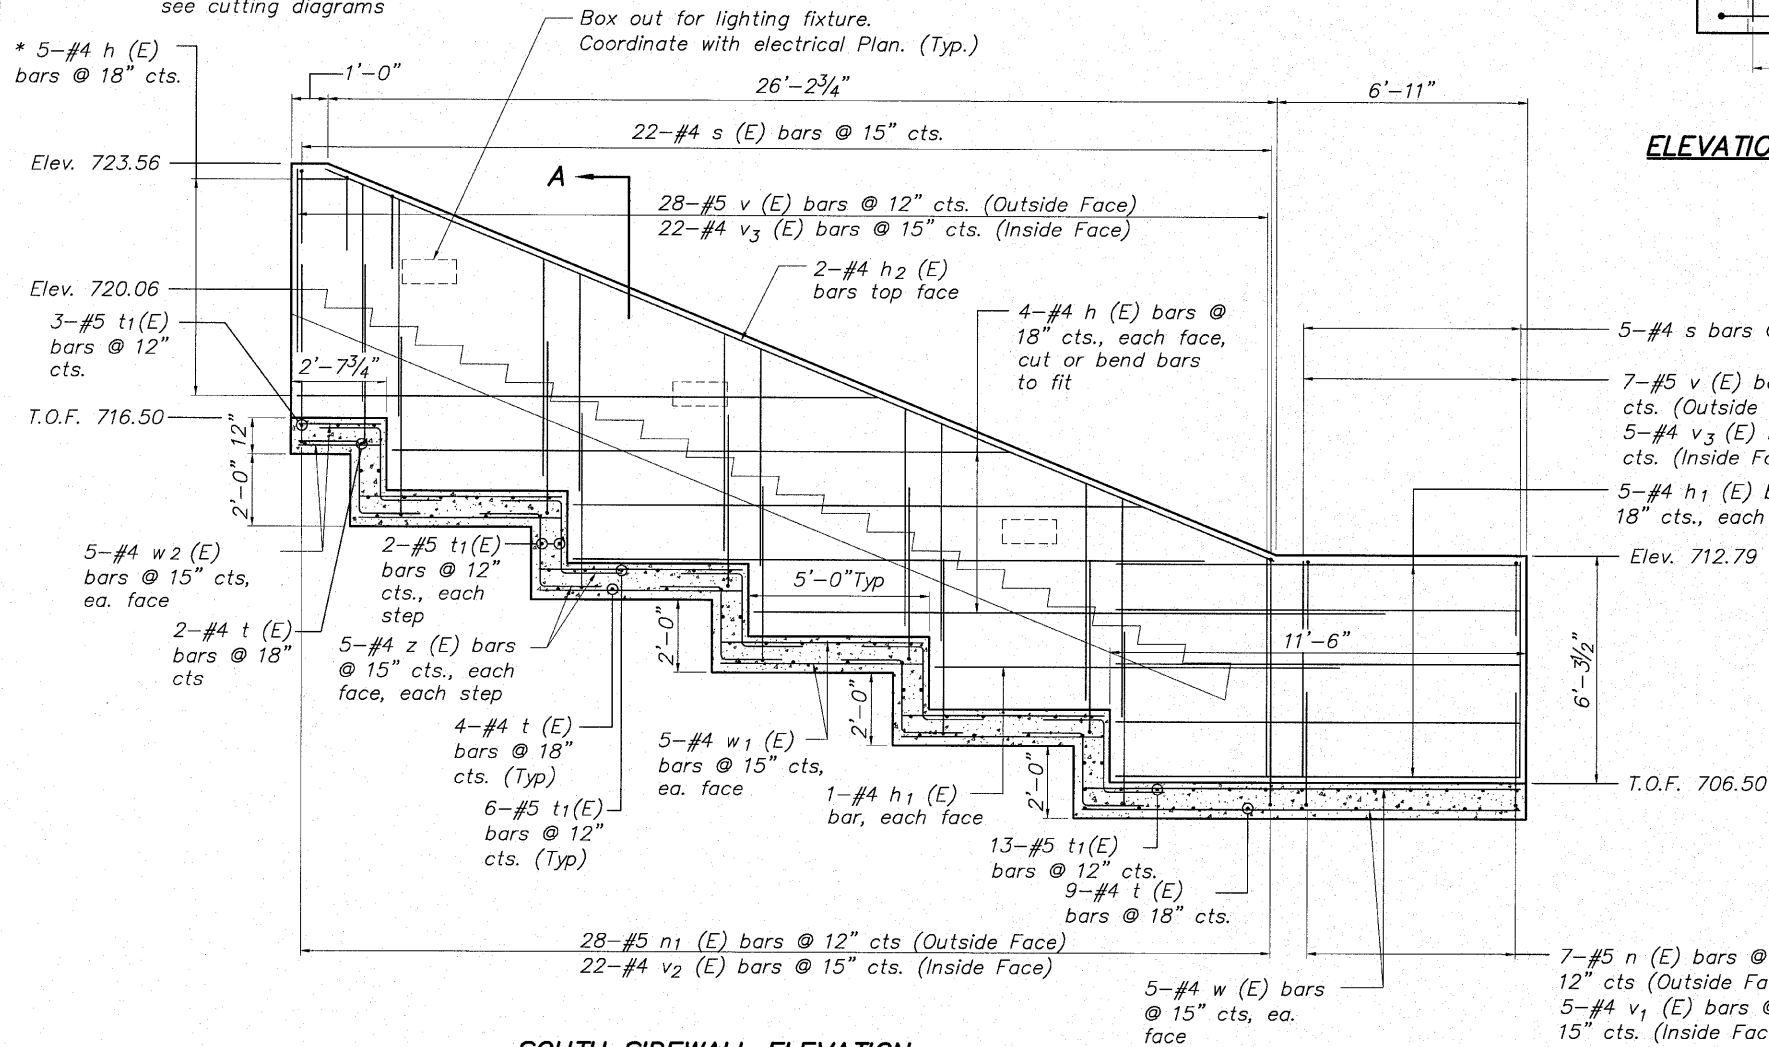 see cutting diagrams
* 5-#4 h (E)
bars @ 18" cts.
Box out for lighting fixture.
Coordinate with electrical Plan. (Typ.)
1'-0"
26'-2¾"
6'-11"
22-#4 s (E) bars @ 15" cts.
Elev. 723.56
A
28-#5 v (E) bars @ 12" cts. (Outside Face)
22-#4 v3 (E) bars @ 15" cts. (Inside Face)
2-#4 h2 (E)
bars top face
Elev. 720.06
3-#5 t1(E)
bars @ 12"
cts.
2'-7¾"
4-#4 h (E) bars @
18" cts., each face,
cut or bend bars
to fit
5-#4 s bars
7-#5 v (E)
cts. (Outside
5-#4 v3 (E)
cts. (Inside
5-#4 h1 (E)
18" cts., each
T.O.F. 716.50
12"
2'-0"
Elev. 712.79
5-#4 w2 (E)
bars @ 15" cts,
ea. face
2-#5 t1(E)
bars @ 12"
cts., each
step
5'-0"Typ
2-#4 t (E)
bars @ 18"
cts
5-#4 z (E) bars
@ 15" cts., each
face, each step
2'-0"
11'-6"
6'-3½"
4-#4 t (E)
bars @ 18"
cts. (Typ)
5-#4 w1 (E)
bars @ 15" cts,
ea. face
2'-0"
2'-0"
T.O.F. 706.50
6-#5 t1(E)
bars @ 12"
cts. (Typ)
1-#4 h1 (E)
bar, each face
13-#5 t1(E)
bars @ 12" cts.
9-#4 t (E)
bars @ 18" cts.
28-#5 n1 (E) bars @ 12" cts (Outside Face)
22-#4 v2 (E) bars @ 15" cts. (Inside Face)
5-#4 w (E) bars
@ 15" cts, ea.
face
7-#5 n (E) bars @
12" cts (Outside
5-#4 v1 (E) bars
15" cts. (Inside
SOUTH SIDEWALL ELEVATION